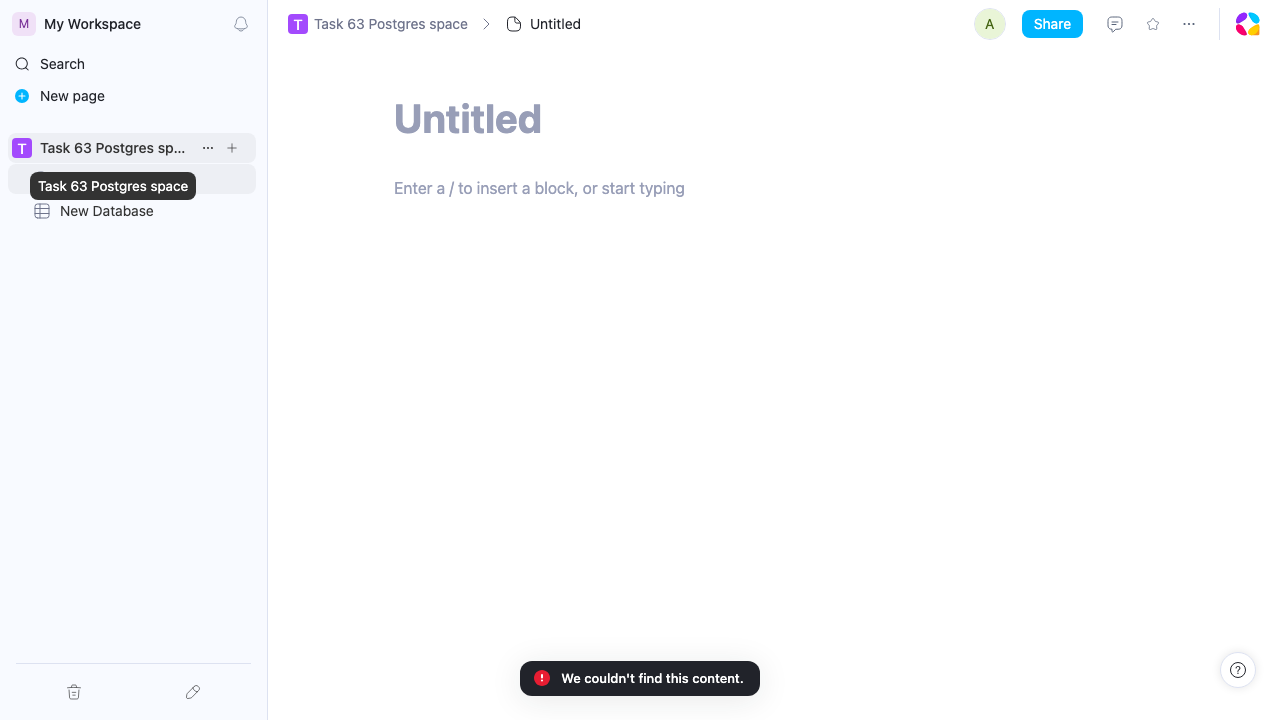 M My Workspace
Search
New page
T Task 63 Postgres sp...
Task 63 Postgres space
New Database
T Task 63 Postgres space
Untitled
A
Share
Untitled
Enter a / to insert a block, or start typing
We couldn't find this content.